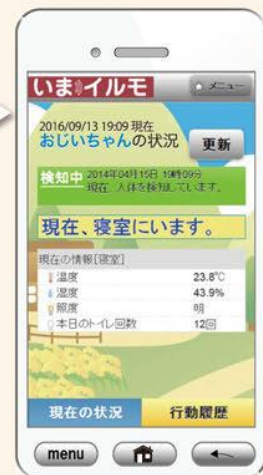 いま イルモ
メニュー
2016/09/13 19:09 現在
おじいちゃんの状況
更新
検知中 2014年04月15日 19時09分
現在 人体を検知しています。
現在、寝室にいます。
現在の情報[寝室]
温度 23.8℃
湿度 43.9%
照度 明
本日のトイレ回数 12回
現在の状況
行動履歴
menu